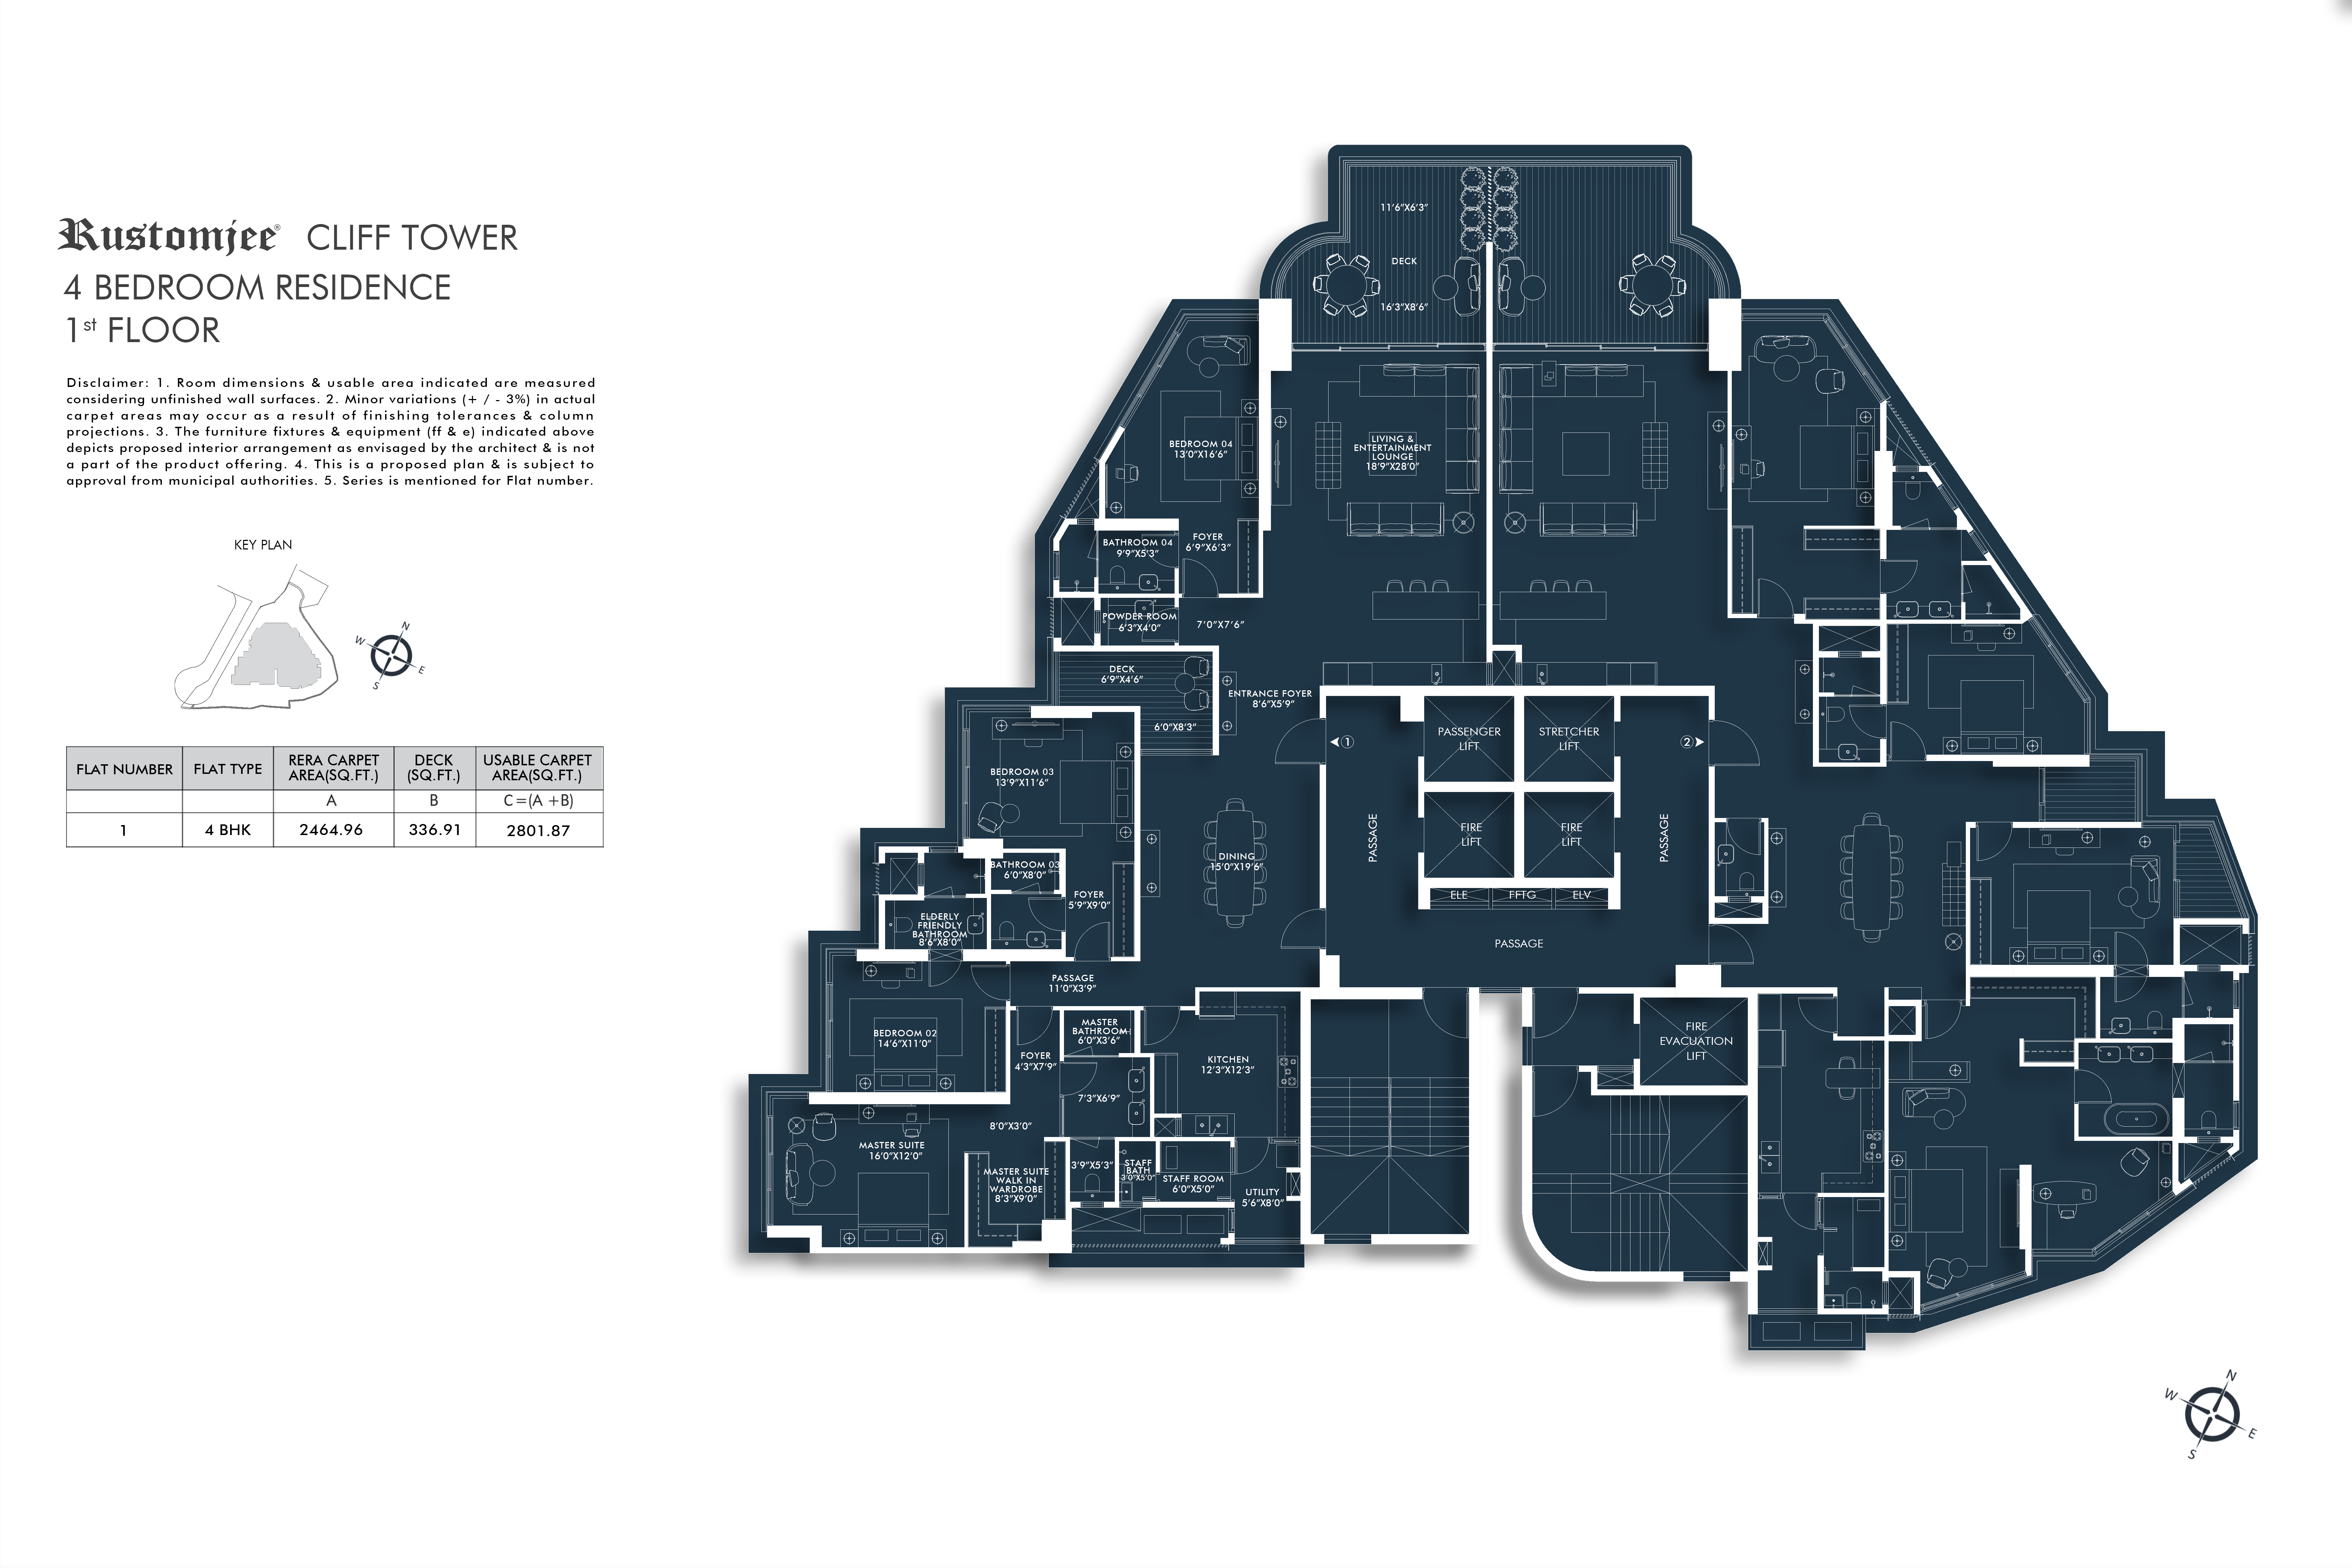 Rustomjee® CLIFF TOWER
4 BEDROOM RESIDENCE
1st FLOOR
Disclaimer: 1. Room dimensions & usable area indicated are measured
considering unfinished wall surfaces. 2. Minor variations (+ / - 3%) in actual
carpet areas may occur as a result of finishing tolerances & column
projections. 3. The furniture fixtures & equipment (ff & e) indicated above
depicts proposed interior arrangement as envisaged by the architect & is not
a part of the product offering. 4. This is a proposed plan & is subject to
approval from municipal authorities. 5. Series is mentioned for Flat number.
KEY PLAN
N
W
E
S
FLAT NUMBER FLAT TYPE RERA CARPET AREA(SQ.FT.) DECK (SQ.FT.) USABLE CARPET AREA(SQ.FT.)
A B C=(A +B)
1 4 BHK 2464.96 336.91 2801.87
11'6"X6'3"
DECK
16'3"X8'6"
BEDROOM 04
13'0"X16'6"
LIVING &
ENTERTAINMENT
LOUNGE
18'9"X28'0"
BATHROOM 04
9'9"X5'3"
FOYER
6'9"X6'3"
POWDER ROOM
6'3"X4'0"
7'0"X7'6"
DECK
6'9"X4'6"
6'0"X8'3"
ENTRANCE FOYER
8'6"X5'9"
1
2
PASSENGER
LIFT
STRETCHER
LIFT
FIRE
LIFT
FIRE
LIFT
PASSAGE
PASSAGE
ELE
FFTG
ELV
PASSAGE
BEDROOM 03
13'9"X11'6"
DINING
15'0"X19'6"
BATHROOM 03
6'0"X8'0"
FOYER
5'9"X9'0"
ELDERLY
FRIENDLY
BATHROOM
8'6"X8'0"
PASSAGE
11'0"X3'9"
BEDROOM 02
14'6"X11'0"
MASTER
BATHROOM
6'0"X3'6"
FOYER
4'3"X7'9"
KITCHEN
12'3"X12'3"
7'3"X6'9"
8'0"X3'0"
MASTER SUITE
16'0"X12'0"
MASTER SUITE
WALK IN
WARDROBE
8'3"X9'0"
3'9"X5'3"
STAFF
BATH
3'0"X5'0"
STAFF ROOM
6'0"X5'0"
UTILITY
5'6"X8'0"
FIRE
EVACUATION
LIFT
N
W
E
S